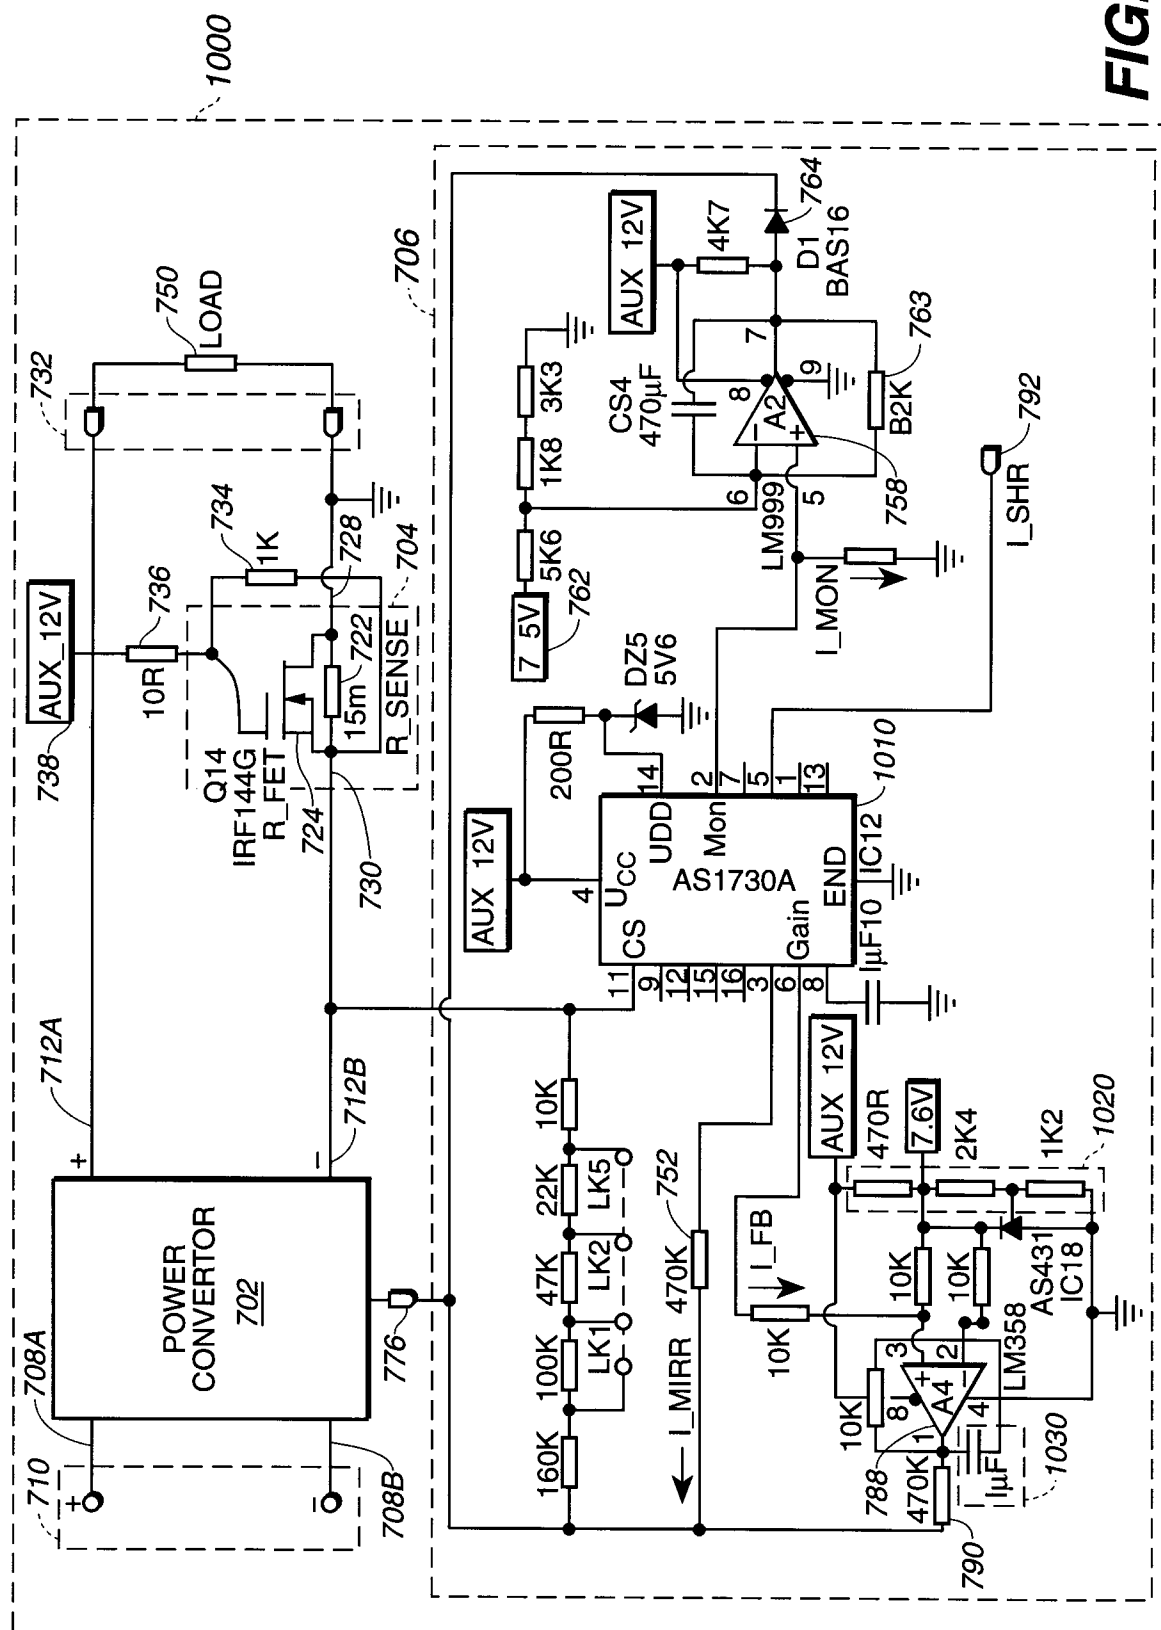 FIG.
1000
710
708A
708B
POWER
CONVERTOR
702
776
712A
712B
+
−
+
−
AUX_12V
738
10R
736
734
1K
Q14
IRF144G
R_FET
724
730
15m
722
R_SENSE
728
704
732
750
LOAD
706
160K
100K
47K
22K
10K
LK1
LK2
LK5
I_MIRR
470K
752
I_FB
10K
AUX 12V
200R
DZ5
5V6
4
UCC
UDD
14
CS
11
9
12
15
16
3
6
8
Mon
2
7
5
1
13
AS1730A
Gain
END
IC12
1010
IµF10
7 5V
762
5K6
1K8
3K3
LM999
6
5
−
+
A2
758
8
9
7
CS4
470µF
B2K
763
AUX 12V
4K7
D1
BAS16
764
I_MON
I_SHR
792
AUX 12V
470R
7.6V
2K4
1K2
1020
10K
10K
AS431
IC18
LM358
10K
3
2
+
−
A4
8
4
1
788
470K
790
IµF
1030